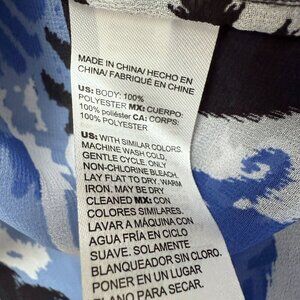 MADE IN CHINA/ HECHO EN
CHINA/ FABRIQUÉ EN CHINE
US: BODY: 100%
POLYESTER MX: CUERPO:
100% poliéster CA: CORPS:
100% POLYESTER
US: WITH SIMILAR COLORS.
MACHINE WASH COLD,
GENTLE CYCLE. ONLY
NON-CHLORINE BLEACH.
LAY FLAT TO DRY. WARM
IRON. MAY BE DRY
CLEANED MX: CON
COLORES SIMILARES.
LAVAR A MÁQUINA CON
AGUA FRÍA EN CICLO
SUAVE. SOLAMENTE
BLANQUEADOR SIN CLORO.
PONER EN UN LUGAR
PLANO PARA SECAR.